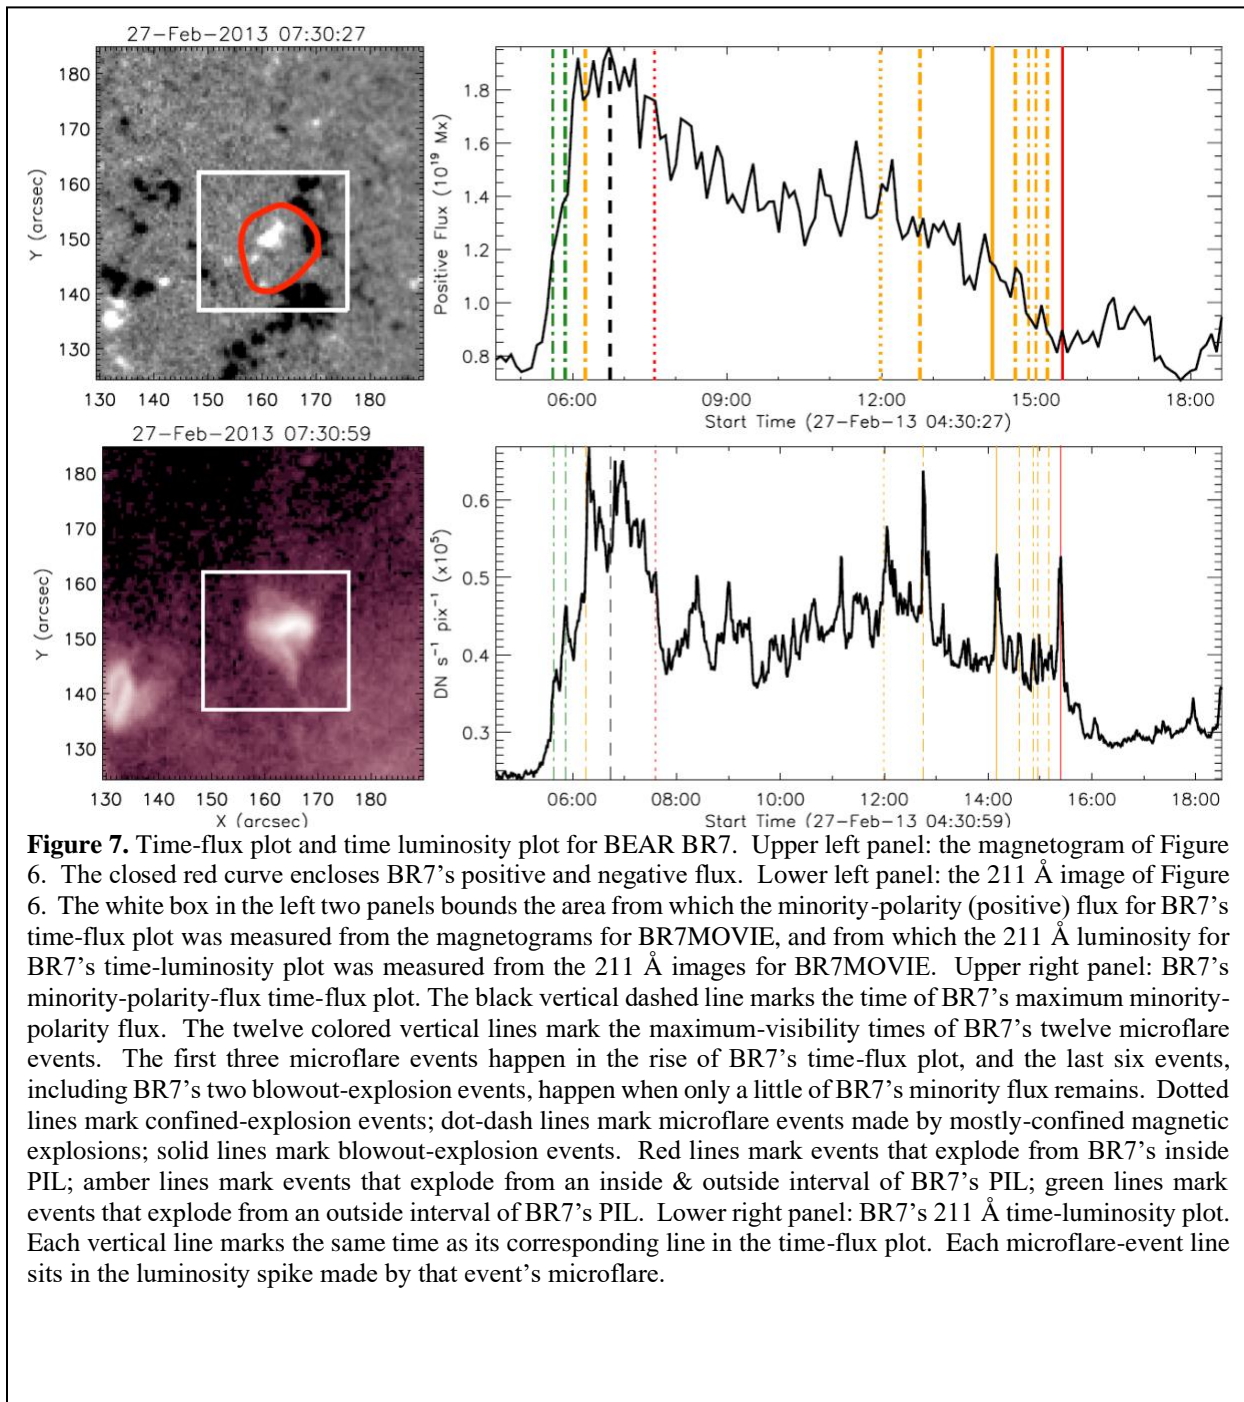 27-Feb-2013 07:30:27
180
170
160
150
140
130
Y (arcsec)
130 140 150 160 170 180
1.8
1.6
1.4
1.2
1.0
0.8
Positive Flux (10¹⁹ Mx)
06:00 09:00 12:00 15:00 18:00
Start Time (27-Feb-13 04:30:27)
27-Feb-2013 07:30:59
180
170
160
150
140
130
Y (arcsec)
130 140 150 160 170 180
X (arcsec)
0.6
0.5
0.4
0.3
DN s⁻¹ pix⁻¹ (x10⁵)
06:00 08:00 10:00 12:00 14:00 16:00 18:00
Start Time (27-Feb-13 04:30:59)
Figure 7. Time-flux plot and time luminosity plot for BEAR BR7. Upper left panel: the magnetogram of Figure
6. The closed red curve encloses BR7's positive and negative flux. Lower left panel: the 211 Å image of Figure
6. The white box in the left two panels bounds the area from which the minority-polarity (positive) flux for BR7's
time-flux plot was measured from the magnetograms for BR7MOVIE, and from which the 211 Å luminosity for
BR7's time-luminosity plot was measured from the 211 Å images for BR7MOVIE. Upper right panel: BR7's
minority-polarity-flux time-flux plot. The black vertical dashed line marks the time of BR7's maximum minority-
polarity flux. The twelve colored vertical lines mark the maximum-visibility times of BR7's twelve microflare
events. The first three microflare events happen in the rise of BR7's time-flux plot, and the last six events,
including BR7's two blowout-explosion events, happen when only a little of BR7's minority flux remains. Dotted
lines mark confined-explosion events; dot-dash lines mark microflare events made by mostly-confined magnetic
explosions; solid lines mark blowout-explosion events. Red lines mark events that explode from BR7's inside
PIL; amber lines mark events that explode from an inside & outside interval of BR7's PIL; green lines mark
events that explode from an outside interval of BR7's PIL. Lower right panel: BR7's 211 Å time-luminosity plot.
Each vertical line marks the same time as its corresponding line in the time-flux plot. Each microflare-event line
sits in the luminosity spike made by that event's microflare.